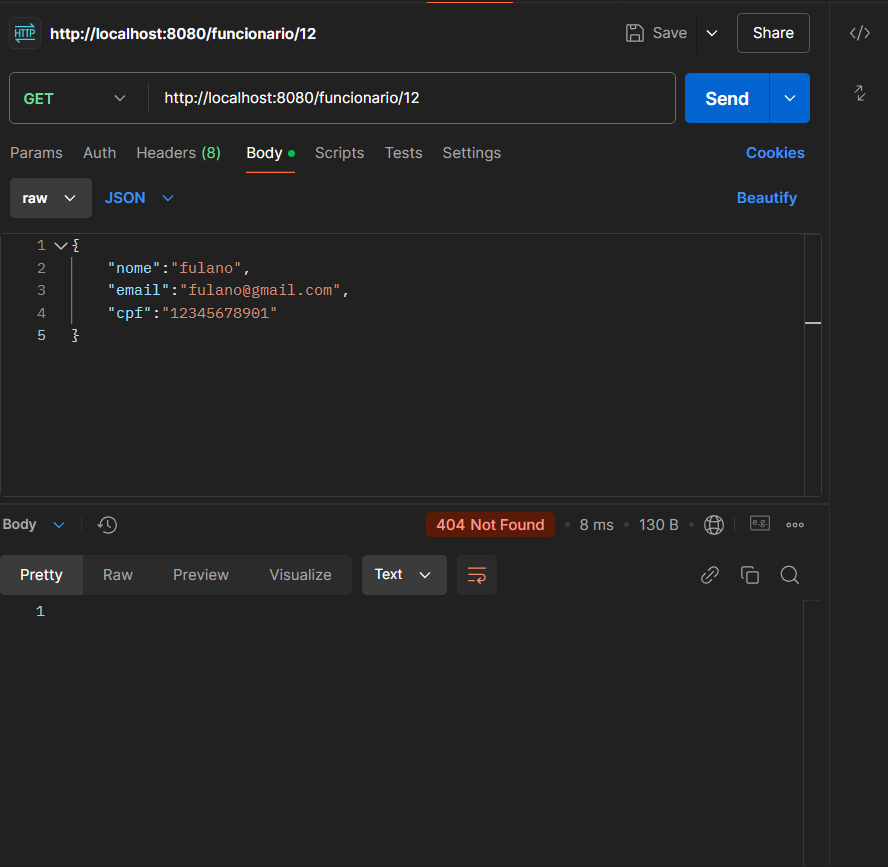 HTTP http://localhost:8080/funcionario/12 Save Share </>
GET http://localhost:8080/funcionario/12 Send
Params Auth Headers (8) Body Scripts Tests Settings Cookies
raw JSON Beautify
1 {
2 "nome":"fulano",
3 "email":"fulano@gmail.com",
4 "cpf":"12345678901"
5 }
Body 404 Not Found 8 ms 130 B e.g.
Pretty Raw Preview Visualize Text
1